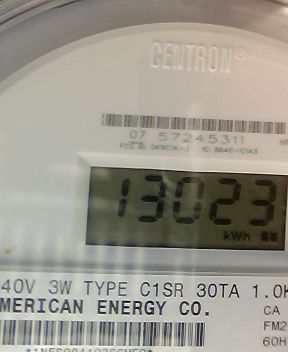 CENTRON®
07 57245311
13023
kWh
40V 3W TYPE C1SR 30TA 1.0K
MERICAN ENERGY CO.
CA
FM2
60H